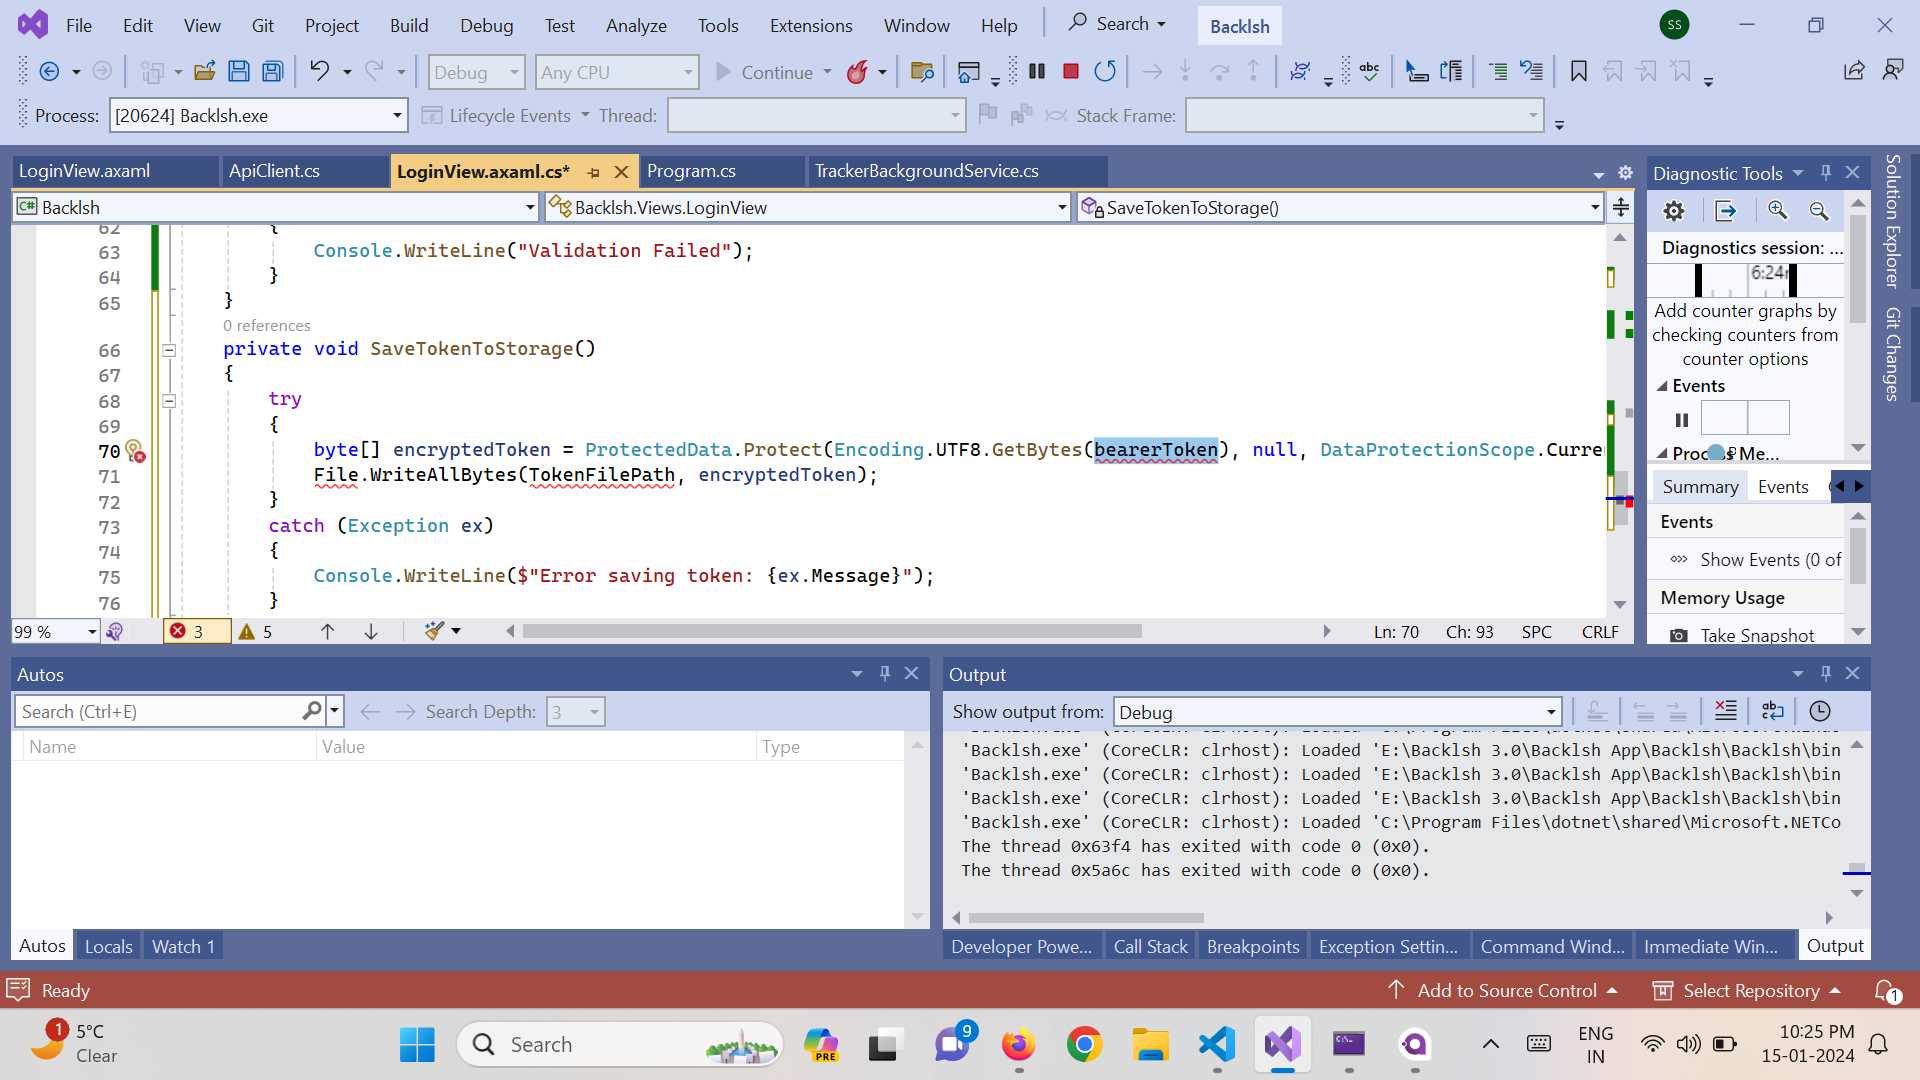 File Edit View Git Project Build Debug Test Analyze Tools Extensions Window Help Search Backlsh SS
Debug Any CPU Continue abc
Process: [20624] Backlsh.exe Lifecycle Events Thread: Stack Frame:
LoginView.axaml ApiClient.cs LoginView.axaml.cs* Program.cs TrackerBackgroundService.cs
C# Backlsh Backlsh.Views.LoginView SaveTokenToStorage()
62 {
63 Console.WriteLine("Validation Failed");
64 }
65 }
0 references
66 private void SaveTokenToStorage()
67 {
68 try
69 {
70 byte[] encryptedToken = ProtectedData.Protect(Encoding.UTF8.GetBytes(bearerToken), null, DataProtectionScope.Curre
71 File.WriteAllBytes(TokenFilePath, encryptedToken);
72 }
73 catch (Exception ex)
74 {
75 Console.WriteLine($"Error saving token: {ex.Message}");
76 }
99 % 3 5 Ln: 70 Ch: 93 SPC CRLF
Diagnostic Tools
Diagnostics session: ...
6:24
Add counter graphs by
checking counters from
counter options
Events
Process Me...
Summary Events
Events
Show Events (0 of
Memory Usage
Take Snapshot
Solution Explorer
Git Changes
Autos
Search (Ctrl+E) Search Depth: 3
Name Value Type
Autos Locals Watch 1
Output
Show output from: Debug
'Backlsh.exe' (CoreCLR: clrhost): Loaded 'E:\Backlsh 3.0\Backlsh App\Backlsh\Backlsh\bin
'Backlsh.exe' (CoreCLR: clrhost): Loaded 'E:\Backlsh 3.0\Backlsh App\Backlsh\Backlsh\bin
'Backlsh.exe' (CoreCLR: clrhost): Loaded 'E:\Backlsh 3.0\Backlsh App\Backlsh\Backlsh\bin
'Backlsh.exe' (CoreCLR: clrhost): Loaded 'C:\Program Files\dotnet\shared\Microsoft.NETCo
The thread 0x63f4 has exited with code 0 (0x0).
The thread 0x5a6c has exited with code 0 (0x0).
Developer Powe... Call Stack Breakpoints Exception Settin... Command Wind... Immediate Win... Output
Ready Add to Source Control Select Repository 1
1 5°C
Clear
Search PRE 9
ENG
IN
10:25 PM
15-01-2024